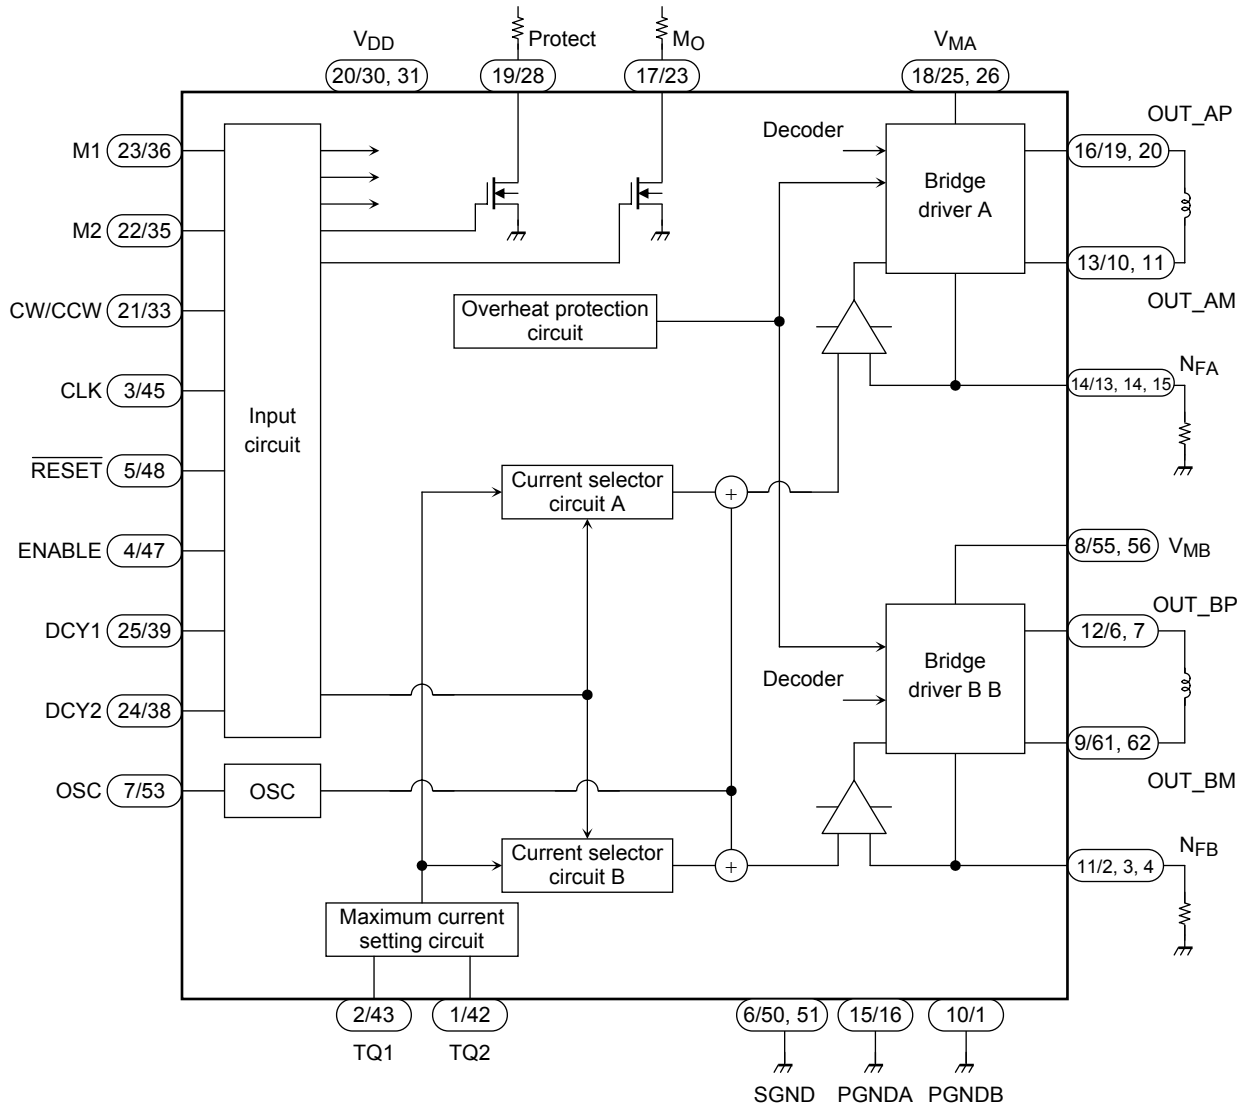 VDD
Protect
MO
VMA
20/30, 31
19/28
17/23
18/25, 26
OUT_AP
M1
23/36
Decoder
16/19, 20
Bridge
driver A
M2
22/35
13/10, 11
OUT_AM
CW/CCW
21/33
Overheat protection
circuit
NFA
CLK
3/45
14/13, 14, 15
Input
circuit
RESET
5/48
Current selector
circuit A
+
ENABLE
4/47
8/55, 56
VMB
OUT_BP
DCY1
25/39
12/6, 7
Bridge
driver B B
Decoder
DCY2
24/38
9/61, 62
OUT_BM
OSC
7/53
OSC
Current selector
circuit B
+
NFB
11/2, 3, 4
Maximum current
setting circuit
2/43
1/42
6/50, 51
15/16
10/1
TQ1
TQ2
SGND
PGNDA
PGNDB